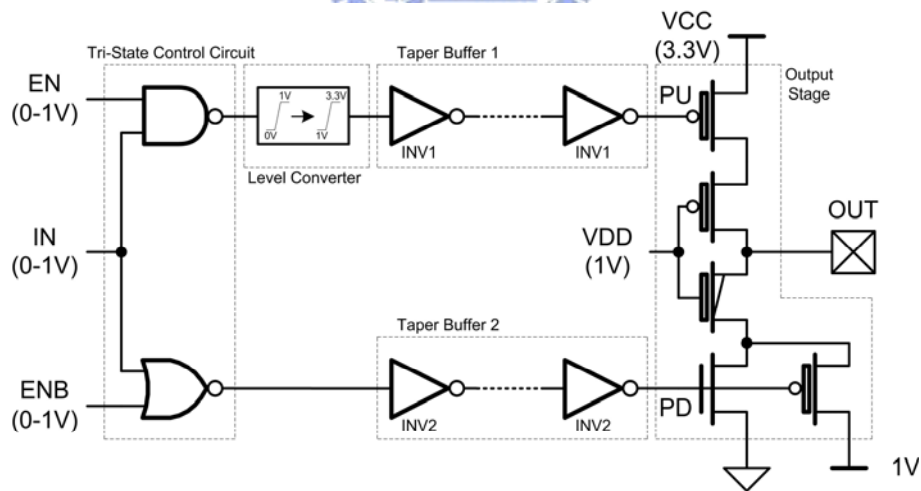 VCC
(3.3V)
Tri-State Control Circuit
Taper Buffer 1
Output
Stage
EN
(0-1V)
1V
0V
3.3V
1V
PU
INV1
INV1
Level Converter
OUT
IN
(0-1V)
VDD
(1V)
Taper Buffer 2
ENB
(0-1V)
INV2
INV2
PD
1V